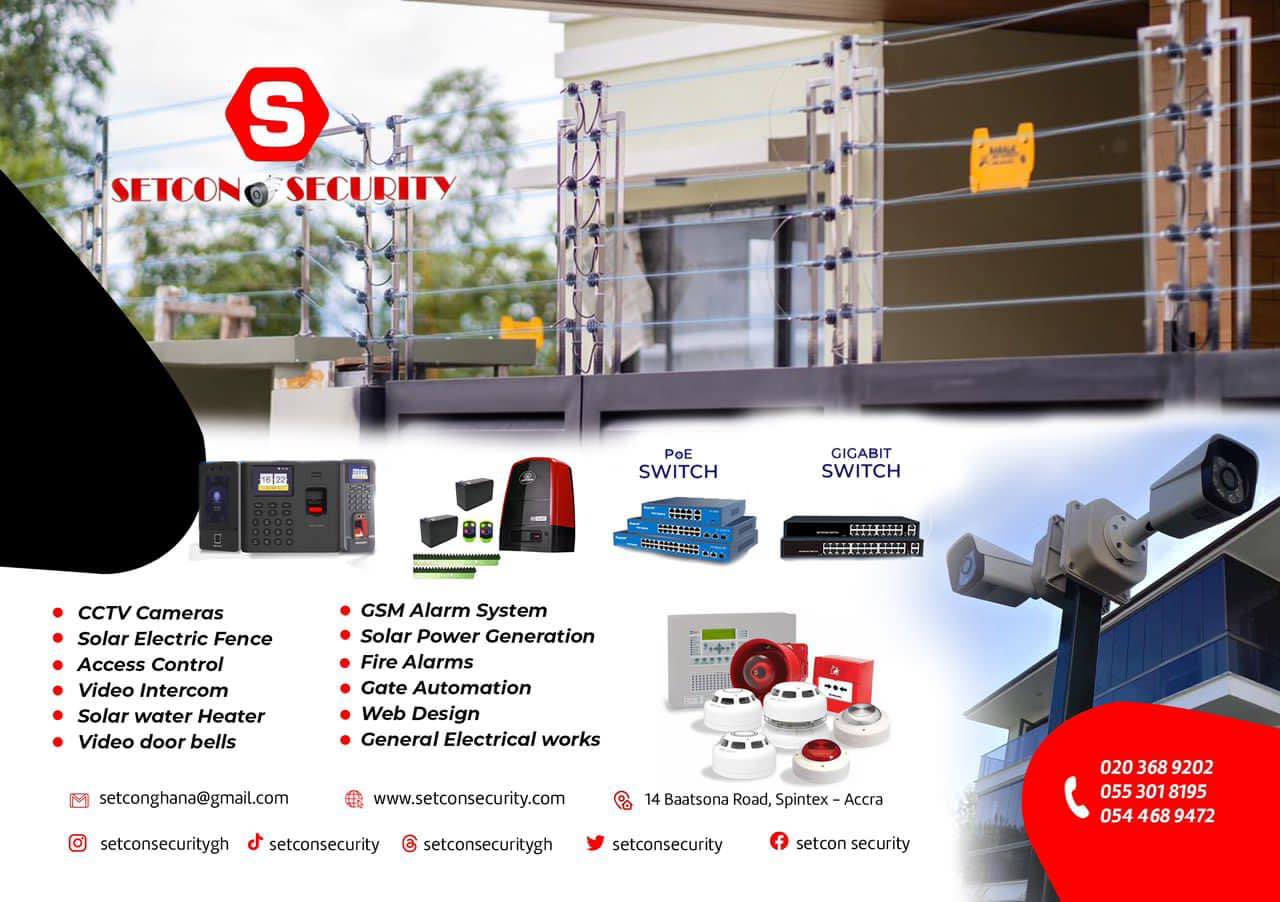 S
SETCON SECURITY
PoE
SWITCH
GIGABIT
SWITCH
16 22
CCTV Cameras
Solar Electric Fence
Access Control
Video Intercom
Solar water Heater
Video door bells
GSM Alarm System
Solar Power Generation
Fire Alarms
Gate Automation
Web Design
General Electrical works
020 368 9202
055 301 8195
054 468 9472
setconghana@gmail.com
www.setconsecurity.com
14 Baatsona Road, Spintex – Accra
setconsecuritygh
setconsecurity
setconsecuritygh
setconsecurity
setcon security